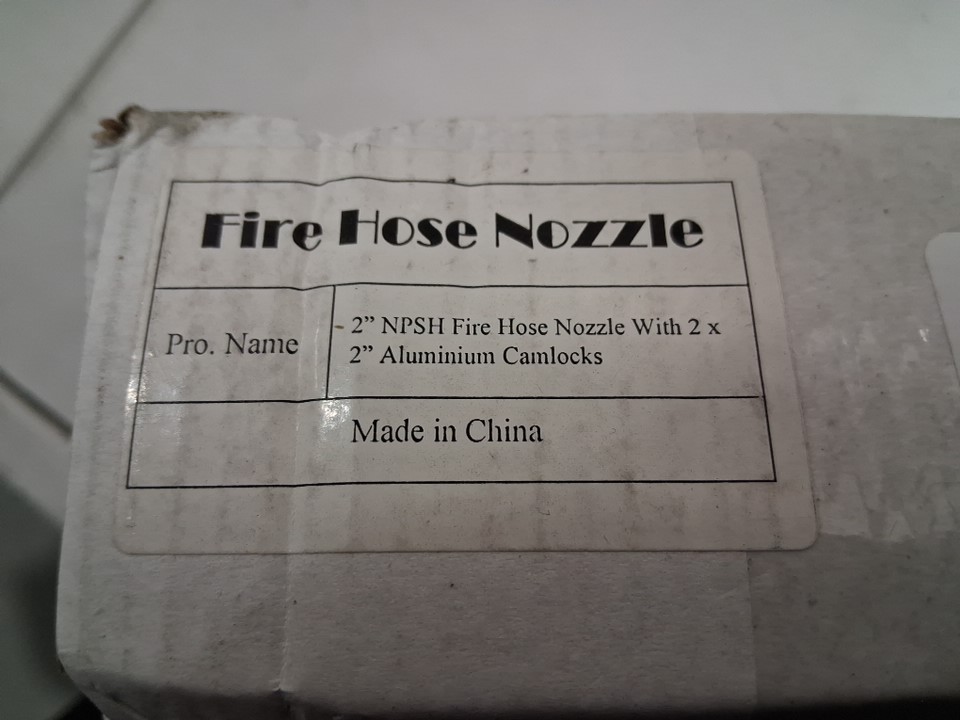 Fire Hose Nozzle
Pro. Name
2” NPSH Fire Hose Nozzle With 2 x
2” Aluminium Camlocks
Made in China